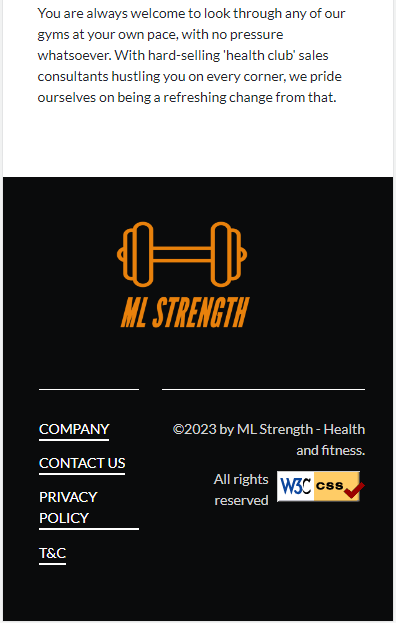 You are always welcome to look through any of our
gyms at your own pace, with no pressure
whatsoever. With hard-selling 'health club' sales
consultants hustling you on every corner, we pride
ourselves on being a refreshing change from that.
ML STRENGTH
COMPANY
CONTACT US
PRIVACY
POLICY
T&C
©2023 by ML Strength - Health
and fitness.
All rights
reserved
W3C css